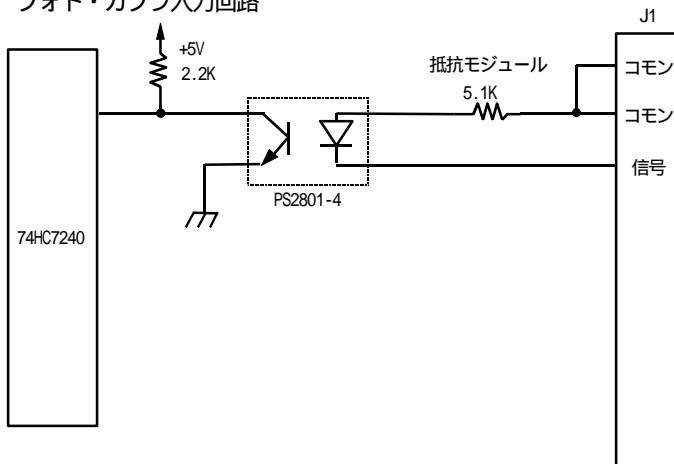 フォト・カプラ入力回路
J1
+5V
2.2K
抵抗モジュール
5.1K
コモン
コモン
信号
PS2801-4
74HC7240